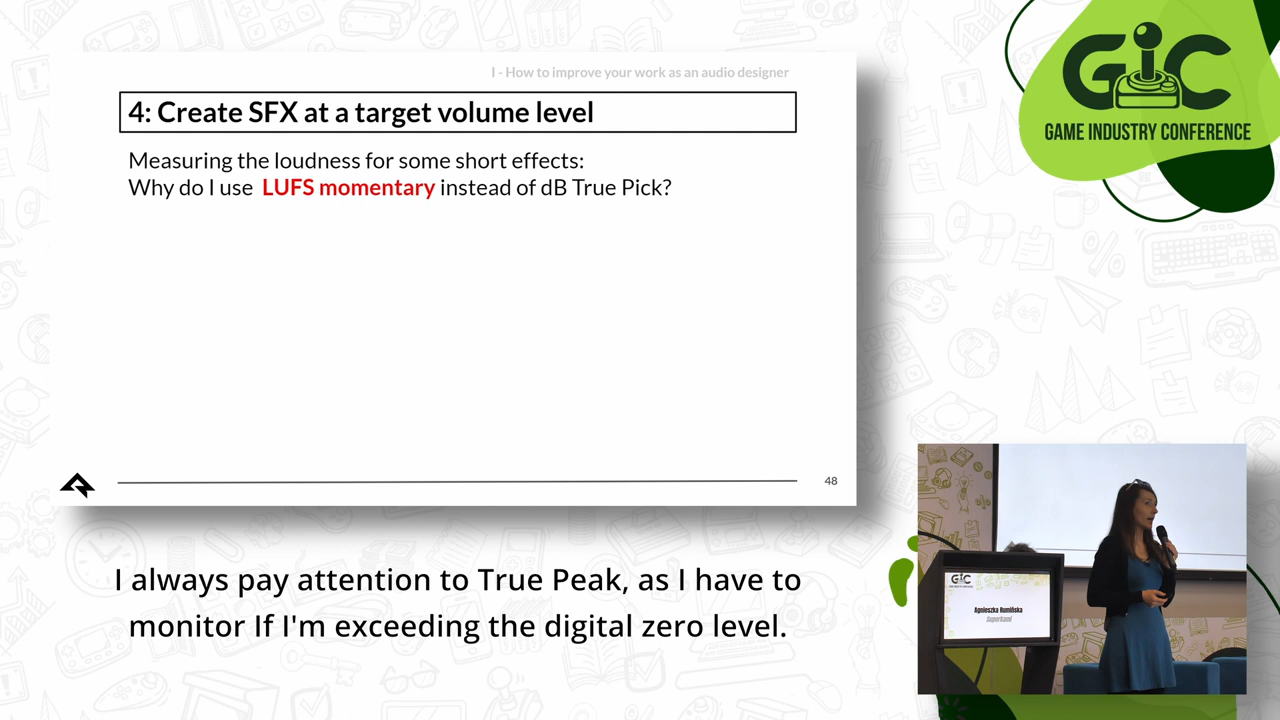 I - How to improve your work as an audio designer
4: Create SFX at a target volume level
Measuring the loudness for some short effects:
Why do I use LUFS momentary instead of dB True Pick?
48
I always pay attention to True Peak, as I have to
monitor If I'm exceeding the digital zero level.
GIC
GAME INDUSTRY CONFERENCE
GIC
Agnieszka Rumińska